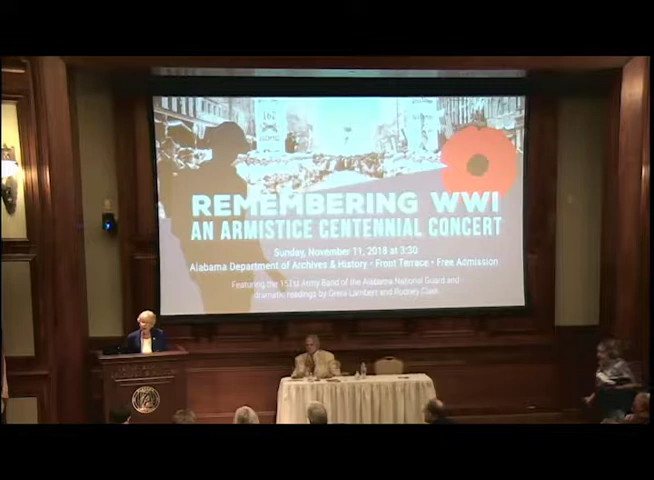 REMEMBERING WWI
AN ARMISTICE CENTENNIAL CONCERT
Sunday, November 11, 2018 at 3:30
Alabama Department of Archives & History • Front Terrace • Free Admission
Featuring the 151st Army Band of the Alabama National Guard and
dramatic readings by Greta Lambert and Rodney Clark